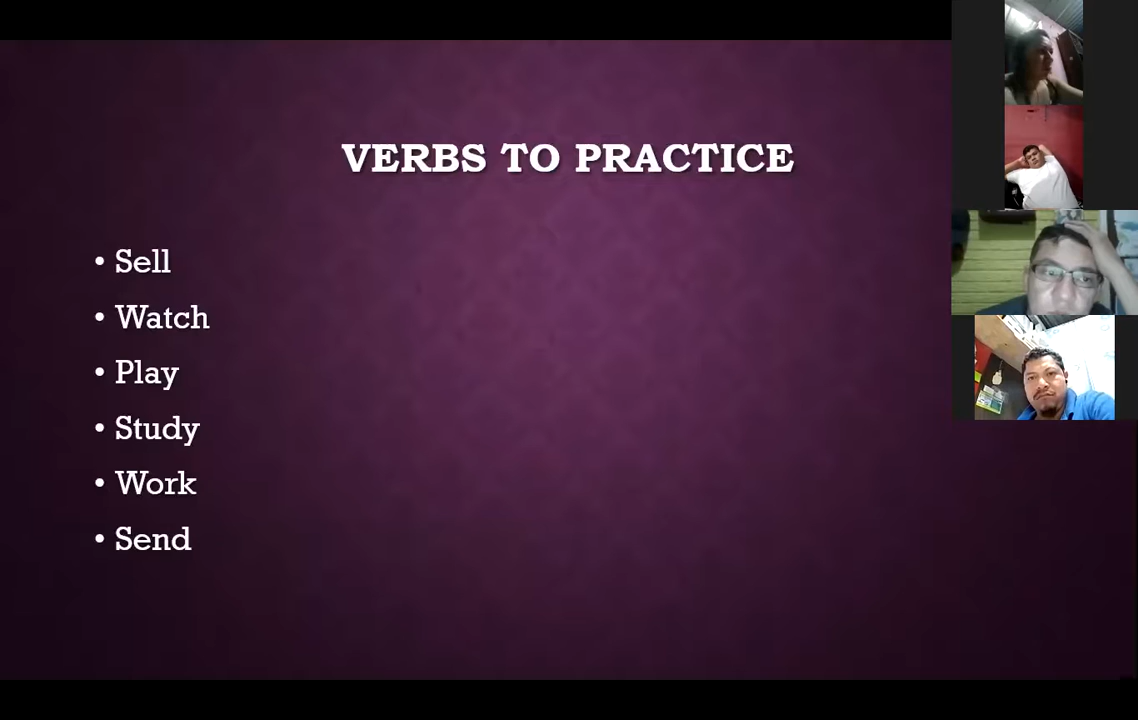 VERBS TO PRACTICE
• Sell
• Watch
• Play
• Study
• Work
• Send